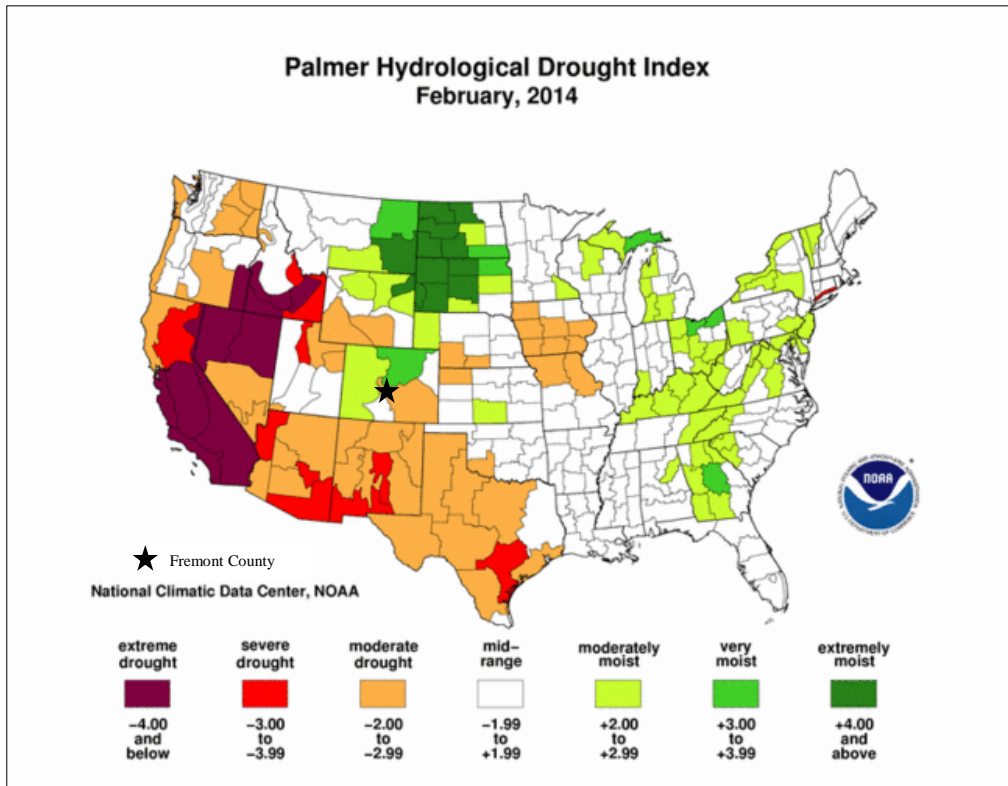 Palmer Hydrological Drought Index
February, 2014
NOAA
Fremont County
National Climatic Data Center, NOAA
extreme drought
severe drought
moderate drought
mid-range
moderately moist
very moist
extremely moist
−4.00 and below
−3.00 to −3.99
−2.00 to −2.99
−1.99 to +1.99
+2.00 to +2.99
+3.00 to +3.99
+4.00 and above